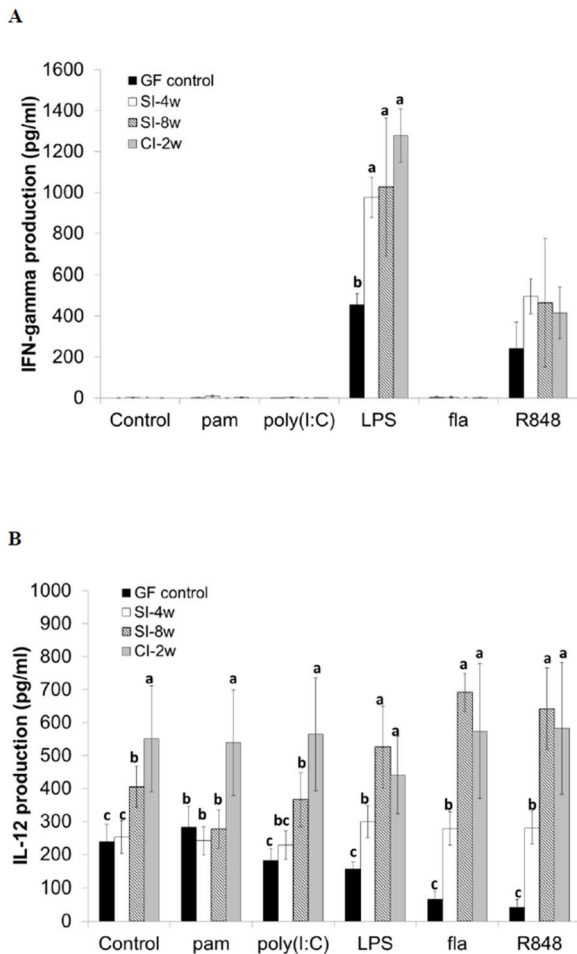 A
IFN-gamma production (pg/ml)
1600
1400
1200
1000
800
600
400
200
0
GF control
SI-4w
SI-8w
CI-2w
b
a
a
a
Control
pam
poly(I:C)
LPS
fla
R848
B
IL-12 production (pg/ml)
1000
900
800
700
600
500
400
300
200
100
0
GF control
SI-4w
SI-8w
CI-2w
c
c
b
a
b
b
b
a
c
bc
b
a
c
b
a
a
c
b
a
a
c
b
a
a
Control
pam
poly(I:C)
LPS
fla
R848